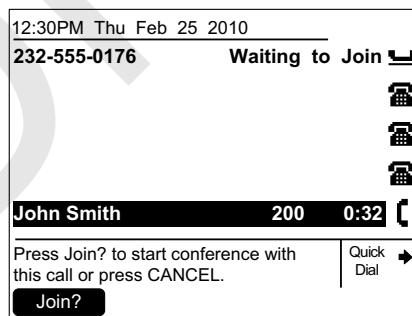 12:30PM Thu Feb 25 2010
232-555-0176 Waiting to Join
John Smith 200 0:32
Press Join? to start conference with
this call or press CANCEL.
Quick
Dial
Join?